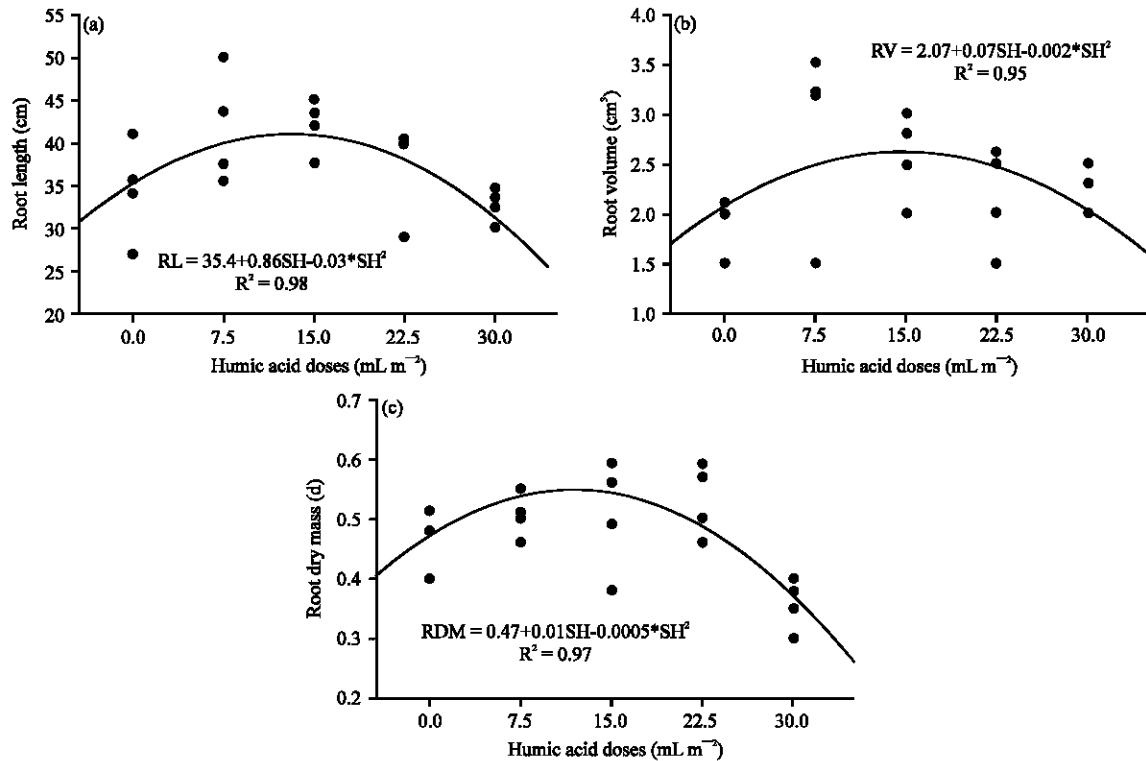 (a)
Root length (cm)
50
45
40
35
30
25
20
RL = 35.4+0.86SH-0.03*SH²
R² = 0.98
0.0 7.5 15.0 22.5 30.0
Humic acid doses (mL m⁻²)
(b)
Root volume (cm³)
4.0
3.5
3.0
2.5
2.0
1.5
1.0
RV = 2.07+0.07SH-0.002*SH²
R² = 0.95
0.0 7.5 15.0 22.5 30.0
Humic acid doses (mL m⁻²)
(c)
Root dry mass (d)
0.7
0.6
0.5
0.4
0.3
0.2
RDM = 0.47+0.01SH-0.0005*SH²
R² = 0.97
0.0 7.5 15.0 22.5 30.0
Humic acid doses (mL m⁻²)